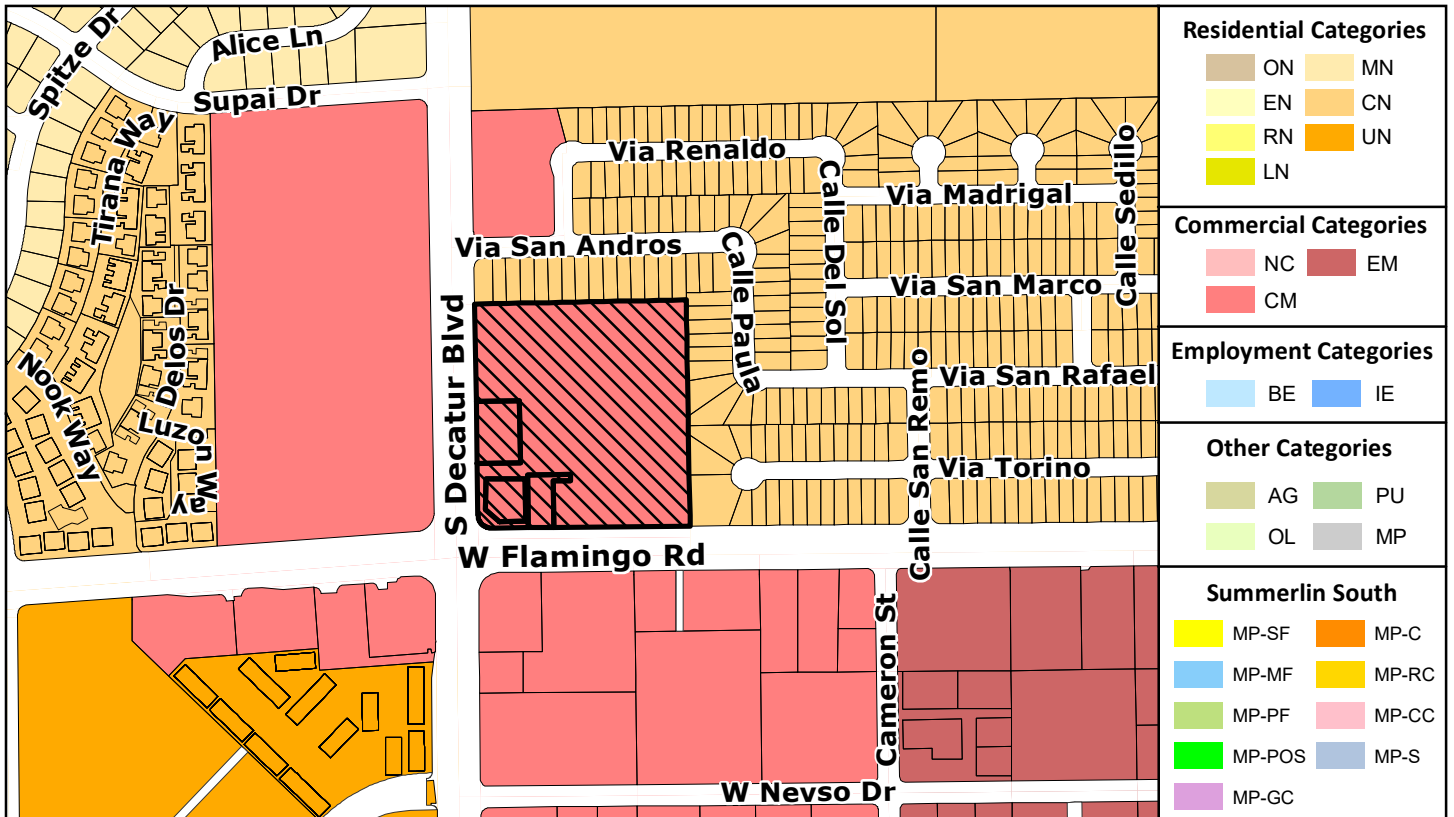 Spitze Dr
Alice Ln
Supai Dr
Tirana Way
Via Renaldo
Calle Del Sol
Via Madrigal
Calle Sedillo
Via San Andros
Calle Paula
Via San Marco
Delos Dr
S Decatur Blvd
Nook Way
Luzon Way
Via San Rafael
Calle San Remo
Via Torino
W Flamingo Rd
Cameron St
W Nevso Dr
Residential Categories
ON MN
EN CN
RN UN
LN
Commercial Categories
NC EM
CM
Employment Categories
BE IE
Other Categories
AG PU
OL MP
Summerlin South
MP-SF MP-C
MP-MF MP-RC
MP-PF MP-CC
MP-POS MP-S
MP-GC